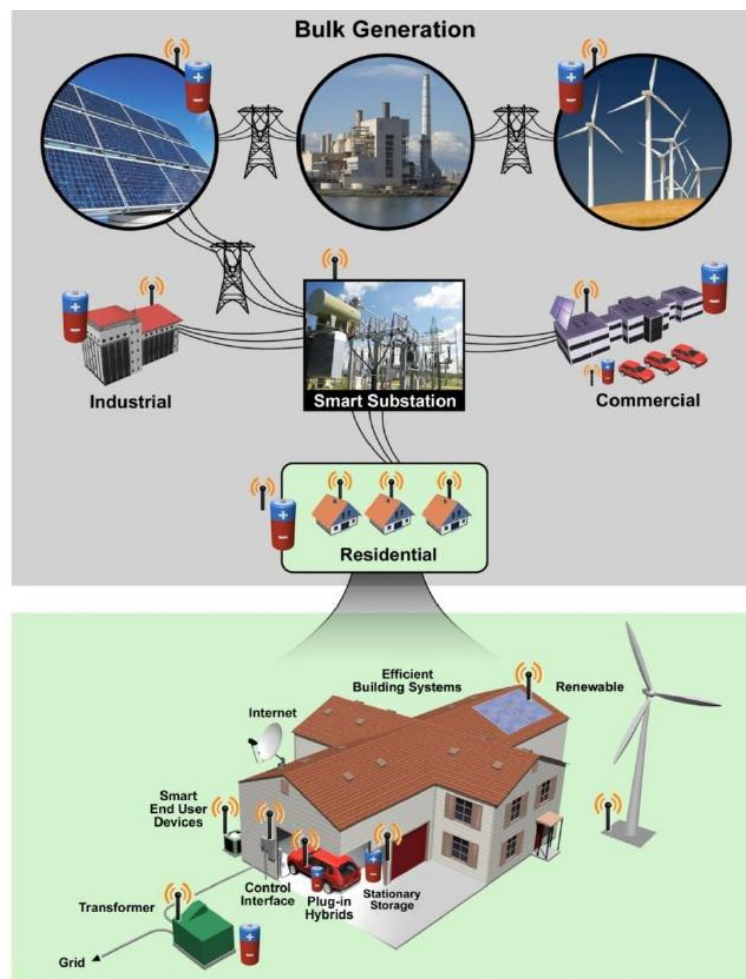 Bulk Generation
Industrial
Smart Substation
Commercial
Residential
Efficient
Building Systems
Renewable
Internet
Smart
End User
Devices
Control
Interface
Plug-in
Hybrids
Stationary
Storage
Transformer
Grid